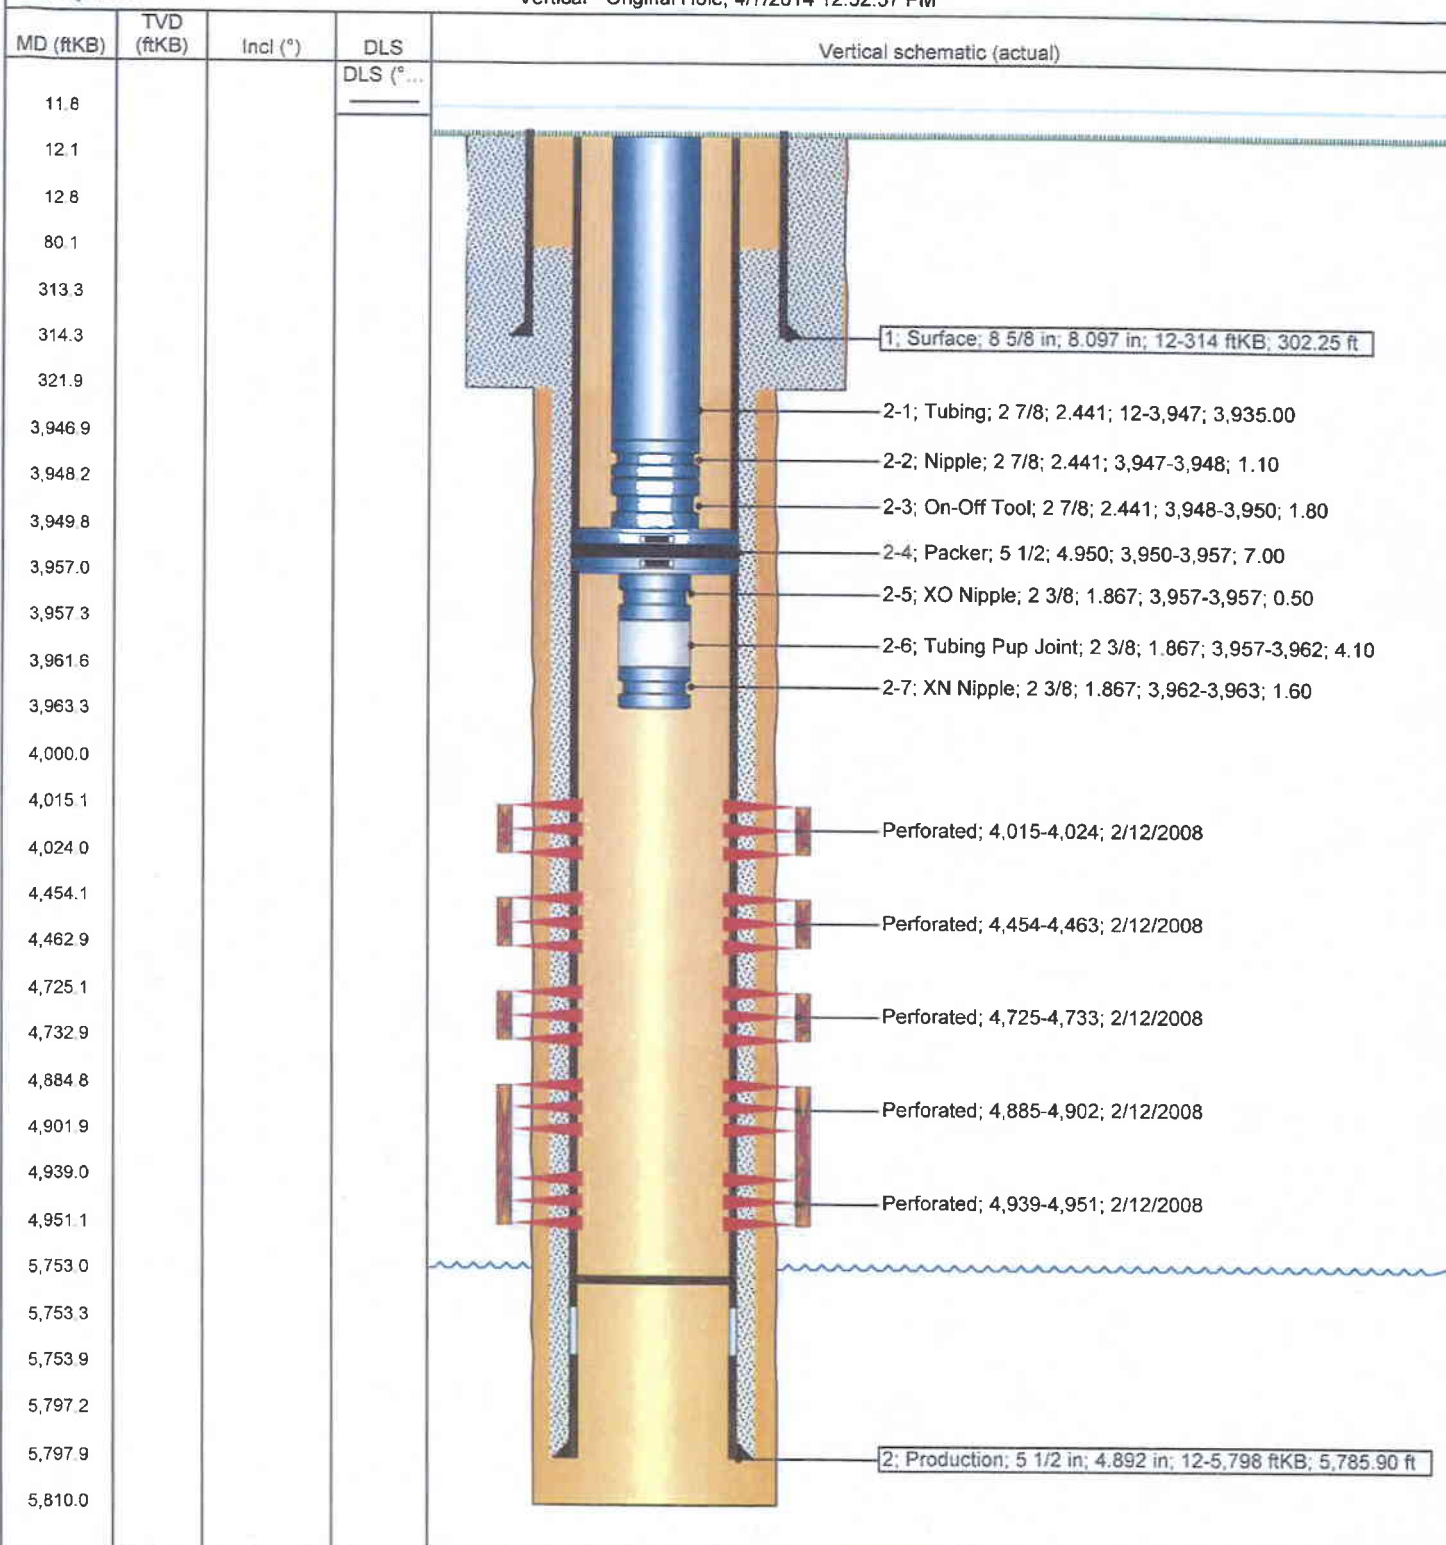 MD (ftKB)
TVD
(ftKB)
Incl (°)
DLS
DLS (°...
Vertical schematic (actual)
11.8
12.1
12.8
80.1
313.3
314.3
321.9
3,946.9
3,948.2
3,949.8
3,957.0
3,957.3
3,961.6
3,963.3
4,000.0
4,015.1
4,024.0
4,454.1
4,462.9
4,725.1
4,732.9
4,884.8
4,901.9
4,939.0
4,951.1
5,753.0
5,753.3
5,753.9
5,797.2
5,797.9
5,810.0
1; Surface; 8 5/8 in; 8.097 in; 12-314 ftKB; 302.25 ft
2-1; Tubing; 2 7/8; 2.441; 12-3,947; 3,935.00
2-2; Nipple; 2 7/8; 2.441; 3,947-3,948; 1.10
2-3; On-Off Tool; 2 7/8; 2.441; 3,948-3,950; 1.80
2-4; Packer; 5 1/2; 4.950; 3,950-3,957; 7.00
2-5; XO Nipple; 2 3/8; 1.867; 3,957-3,957; 0.50
2-6; Tubing Pup Joint; 2 3/8; 1.867; 3,957-3,962; 4.10
2-7; XN Nipple; 2 3/8; 1.867; 3,962-3,963; 1.60
Perforated; 4,015-4,024; 2/12/2008
Perforated; 4,454-4,463; 2/12/2008
Perforated; 4,725-4,733; 2/12/2008
Perforated; 4,885-4,902; 2/12/2008
Perforated; 4,939-4,951; 2/12/2008
2; Production; 5 1/2 in; 4.892 in; 12-5,798 ftKB; 5,785.90 ft